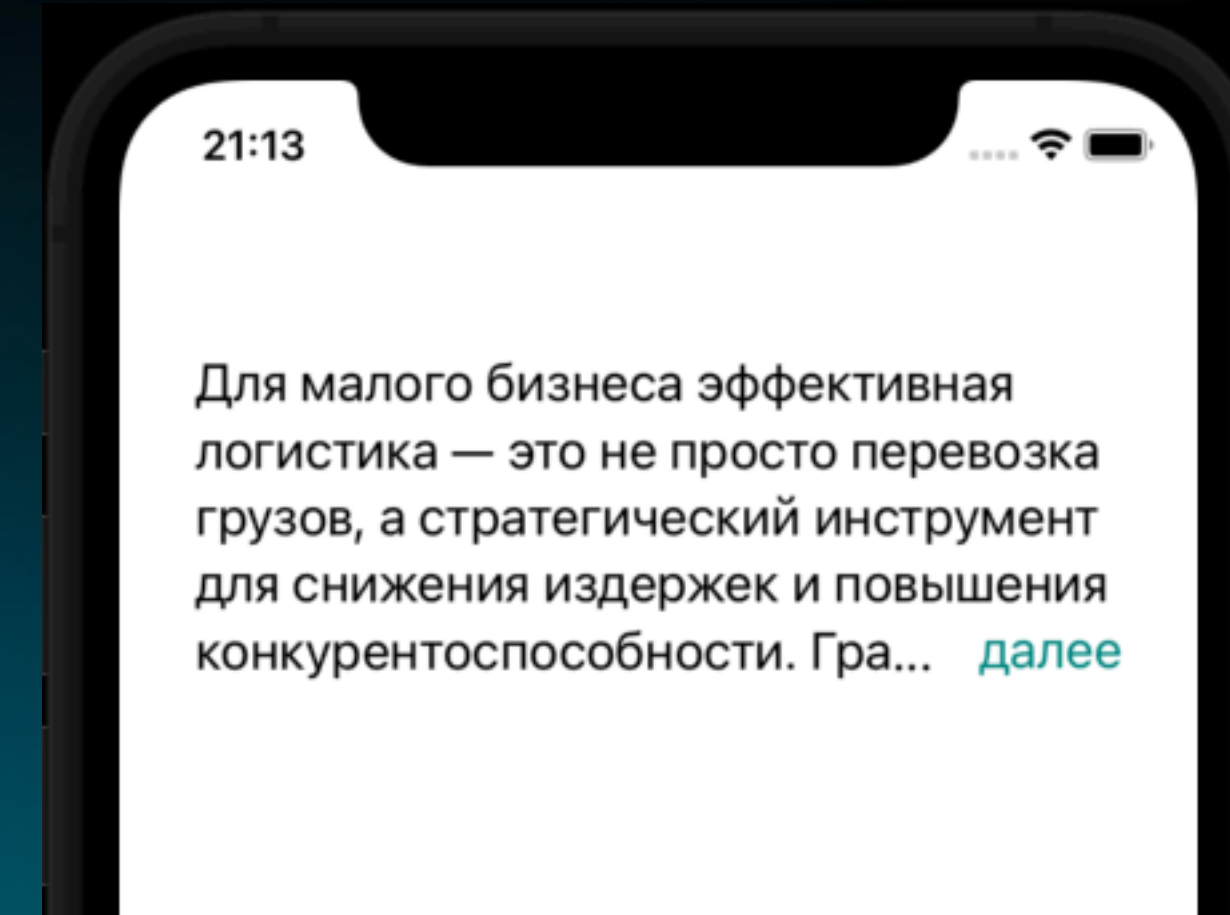 21:13
Для малого бизнеса эффективная
логистика — это не просто перевозка
грузов, а стратегический инструмент
для снижения издержек и повышения
конкурентоспособности. Гра... далее